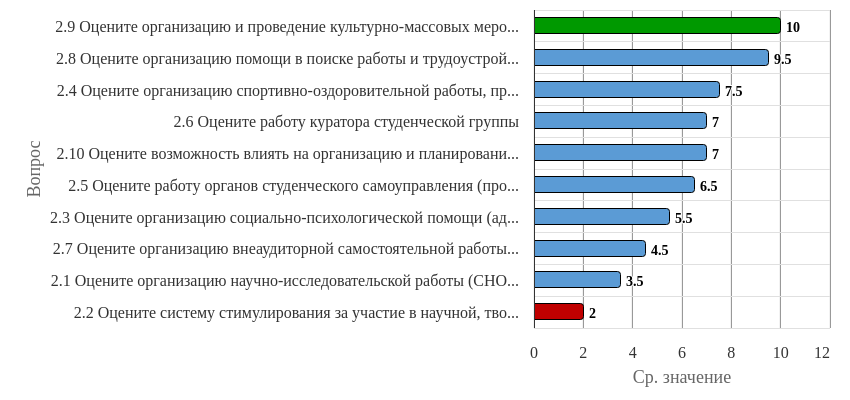 2.9 Оцените организацию и проведение культурно-массовых меро... 10
2.8 Оцените организацию помощи в поиске работы и трудоустрой... 9.5
2.4 Оцените организацию спортивно-оздоровительной работы, пр... 7.5
2.6 Оцените работу куратора студенческой группы 7
2.10 Оцените возможность влиять на организацию и планировани... 7
2.5 Оцените работу органов студенческого самоуправления (про... 6.5
2.3 Оцените организацию социально-психологической помощи (ад... 5.5
2.7 Оцените организацию внеаудиторной самостоятельной работы... 4.5
2.1 Оцените организацию научно-исследовательской работы (СНО... 3.5
2.2 Оцените систему стимулирования за участие в научной, тво... 2
Вопрос
0 2 4 6 8 10 12
Ср. значение